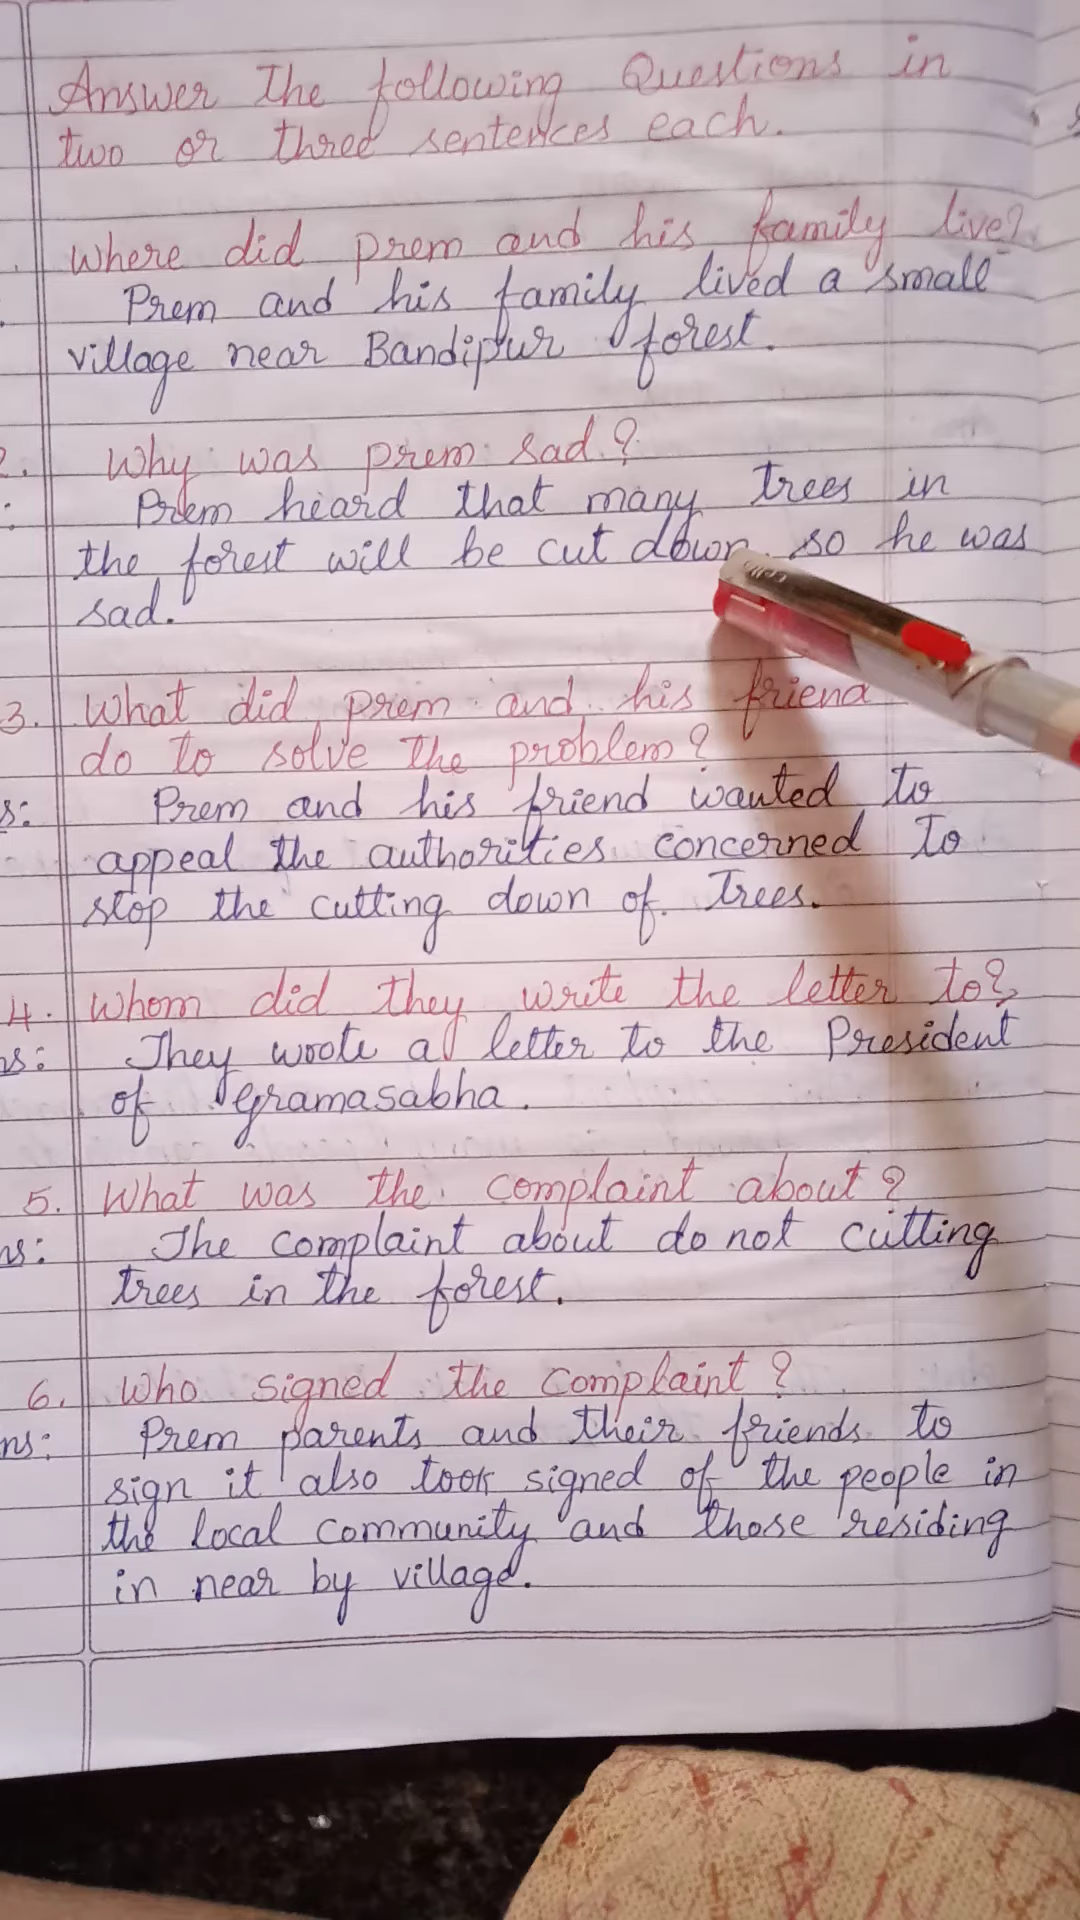 Answer The following Questions in
two or three sentences each.
Where did prem and his family live?
Prem and his family lived a small
village near Bandipur forest.
2. Why was prem sad?
Prem heard that many trees in
the forest will be cut down. so he was
sad.
3. What did prem and his friend
do to solve the problem?
s: Prem and his friend wanted to
appeal the authorities concerned to
stop the cutting down of Trees.
4. Whom did they write the letter to?
ns: They wrote a letter to the President
of gramasabha.
5. What was the complaint about?
ns: The complaint about do not cutting
trees in the forest.
6. Who signed the complaint?
ns: Prem parents and their friends to
sign it also took signed of the people in
the local community and those residing
in near by village.